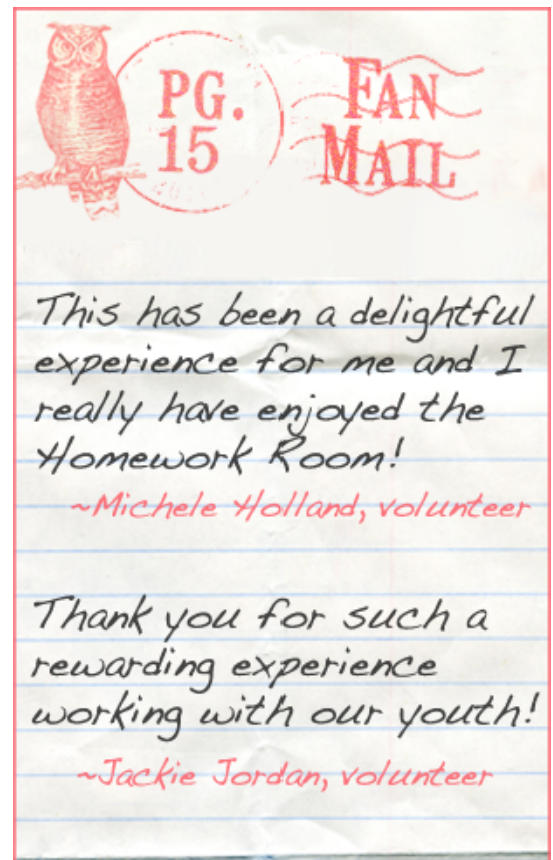 PG.
15
FAN
MAIL
This has been a delightful
experience for me and I
really have enjoyed the
Homework Room!
~Michele Holland, volunteer
Thank you for such a
rewarding experience
working with our youth!
~Jackie Jordan, volunteer